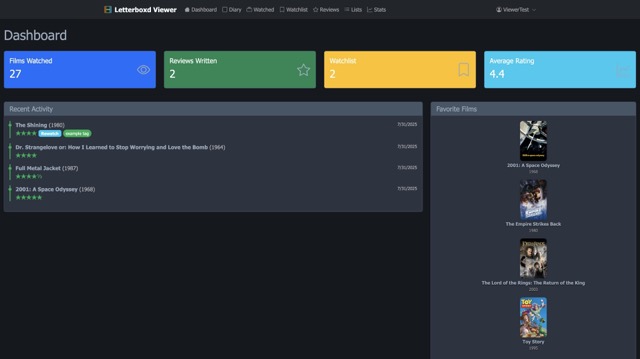 Letterboxd Viewer
Dashboard
Diary
Watched
Watchlist
Reviews
Lists
Stats
ViewerTest
Dashboard
Films Watched
27
Reviews Written
2
Watchlist
2
Average Rating
4.4
Recent Activity
The Shining (1980)
7/31/2025
★★★★ Rewatch example tag
Dr. Strangelove or: How I Learned to Stop Worrying and Love the Bomb (1964)
7/31/2025
★★★★
Full Metal Jacket (1987)
7/31/2025
★★★★½
2001: A Space Odyssey (1968)
7/31/2025
★★★★★
Favorite Films
2001: A Space Odyssey
1968
The Empire Strikes Back
1980
The Lord of the Rings: The Return of the King
2003
TOY STORY
Toy Story
1995